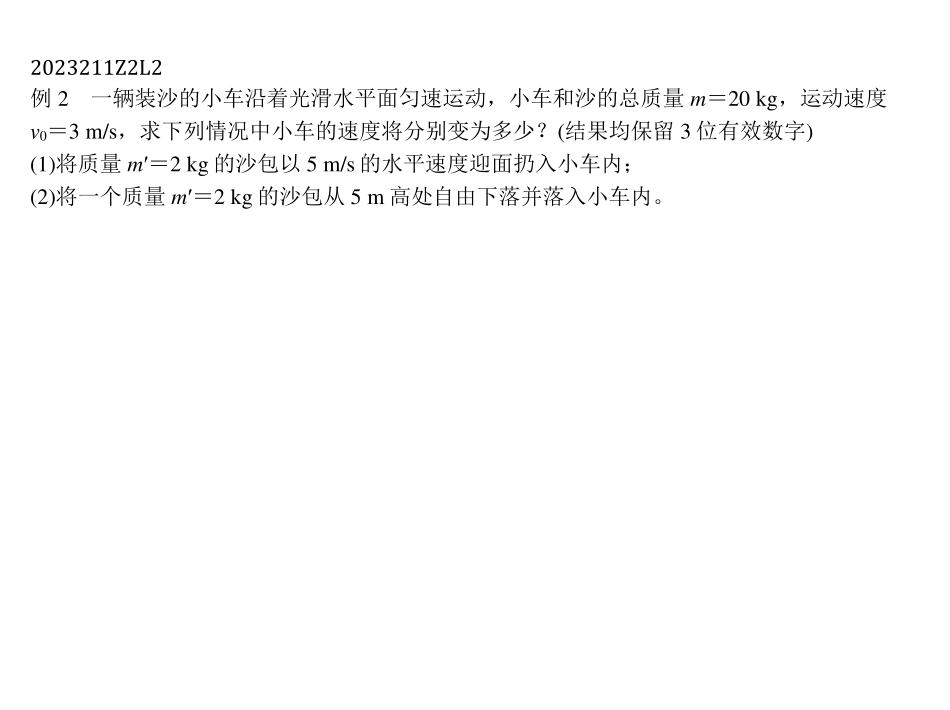 2023211Z2L2
例 2　一辆装沙的小车沿着光滑水平面匀速运动，小车和沙的总质量 m＝20 kg，运动速度
v₀＝3 m/s，求下列情况中小车的速度将分别变为多少？(结果均保留 3 位有效数字)
(1)将质量 m′＝2 kg 的沙包以 5 m/s 的水平速度迎面扔入小车内；
(2)将一个质量 m′＝2 kg 的沙包从 5 m 高处自由下落并落入小车内。